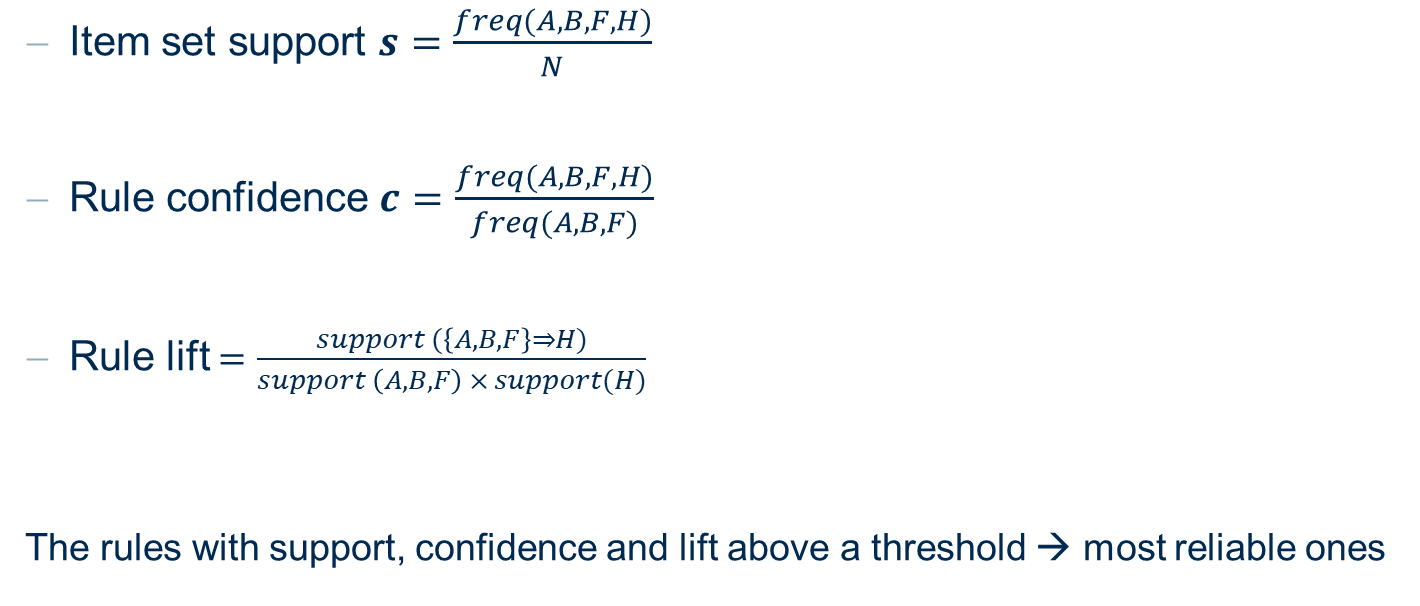 – Item set support s = freq(A,B,F,H) / N
– Rule confidence c = freq(A,B,F,H) / freq(A,B,F)
– Rule lift = support ({A,B,F}⇒H) / support (A,B,F) × support(H)
The rules with support, confidence and lift above a threshold → most reliable ones